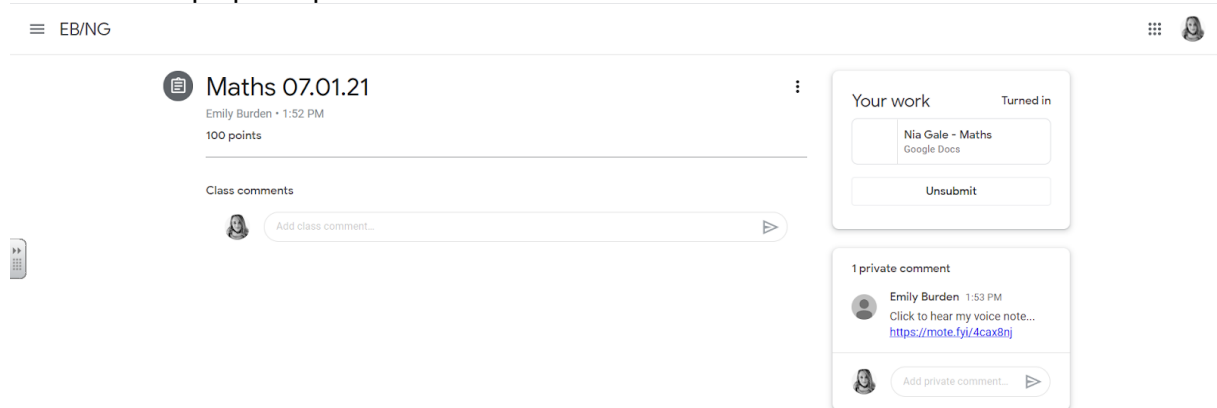 EB/NG
Maths 07.01.21
Emily Burden • 1:52 PM
100 points
Class comments
Add class comment...
Your work Turned in
Nia Gale - Maths
Google Docs
Unsubmit
1 private comment
Emily Burden 1:53 PM
Click to hear my voice note...
https://mote.fyi/4cax8nj
Add private comment...